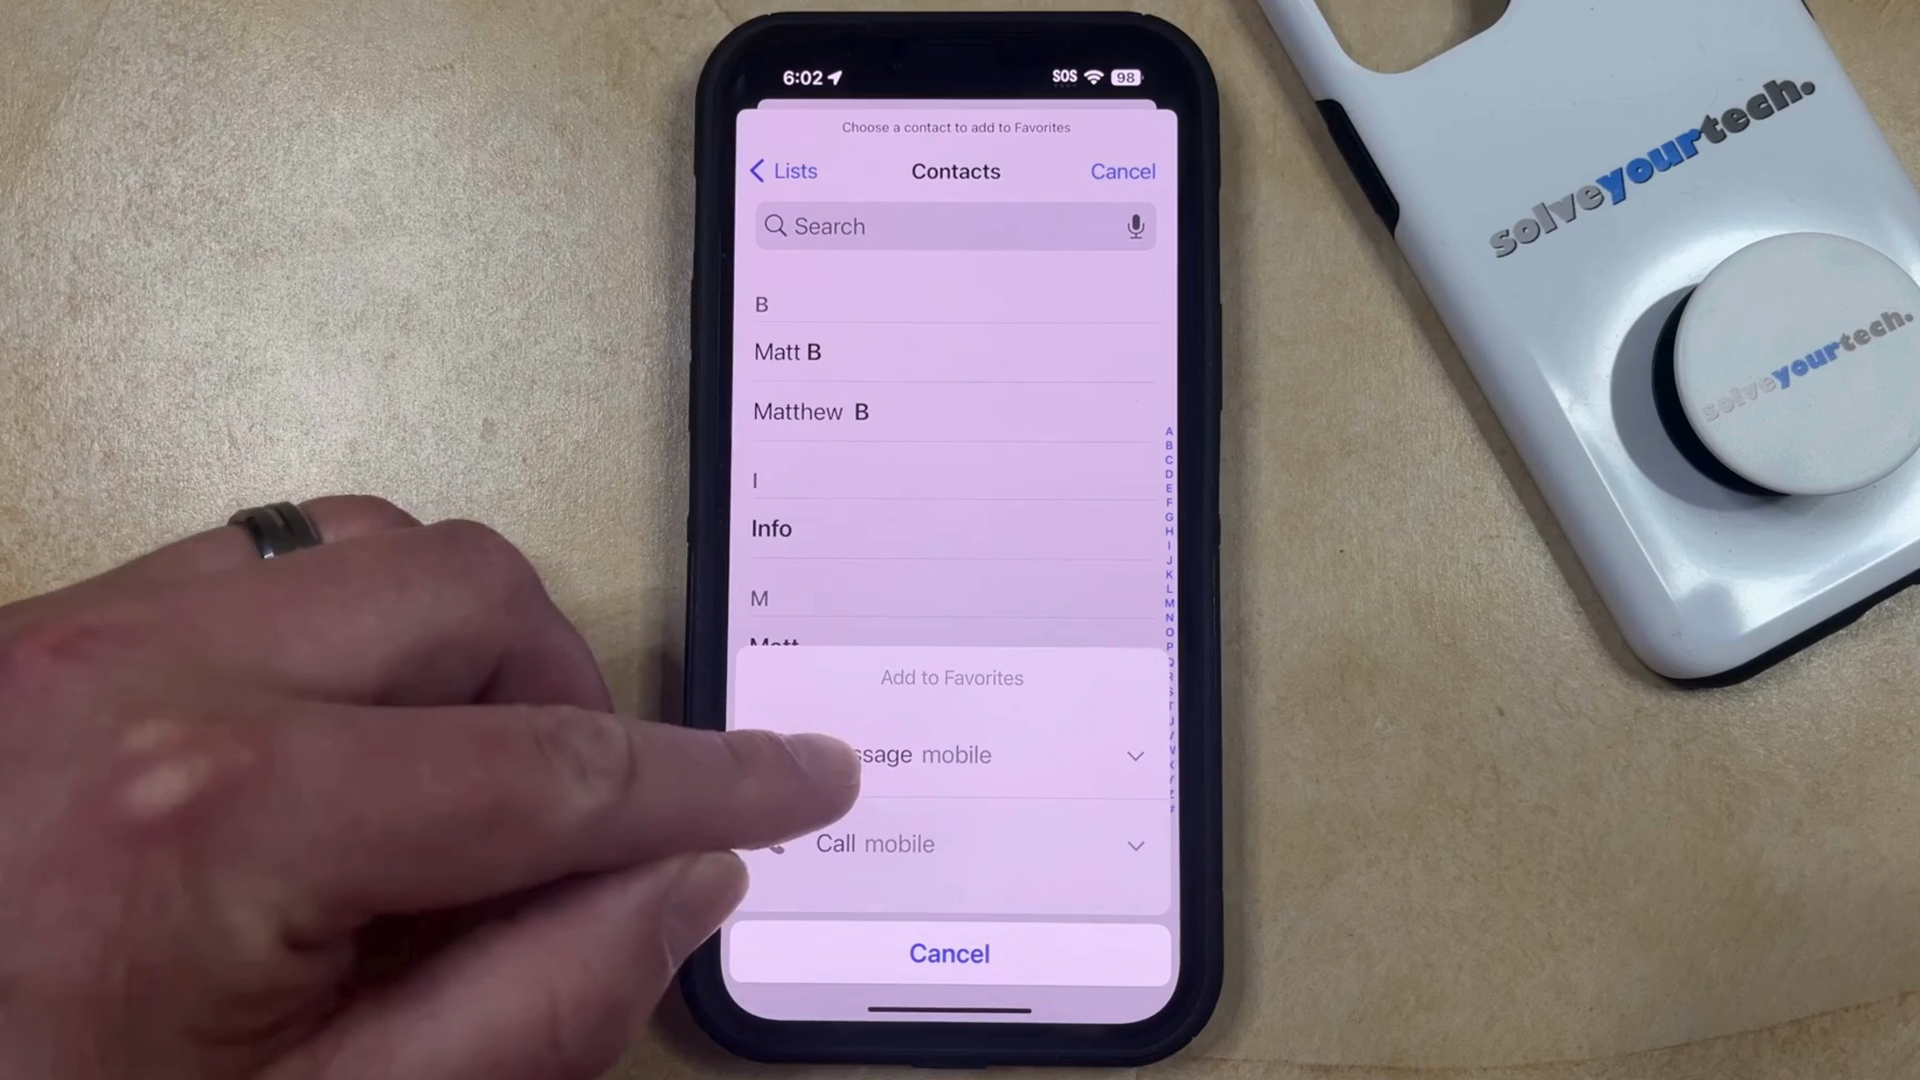 6:02
SOS 98
Choose a contact to add to Favorites
Lists Contacts Cancel
Search
B
Matt B
Matthew B
I
Info
M
Matt
A
B
C
D
E
F
G
H
I
J
K
L
M
N
O
P
Q
R
S
T
U
V
W
X
Y
Z
#
Add to Favorites
ssage mobile
Call mobile
Cancel
solveyourtech.
solveyourtech.